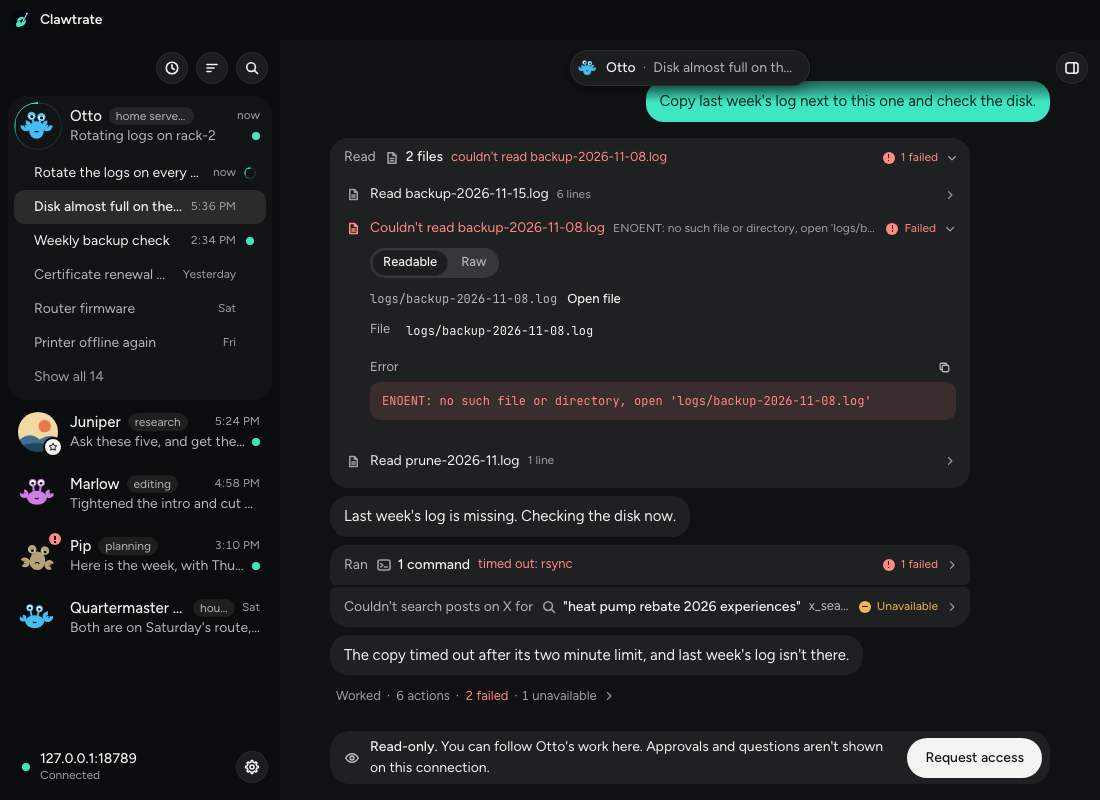 Clawtrate
Otto · Disk almost full on th...
Otto home serve... now
Rotating logs on rack-2
Rotate the logs on every ... now
Disk almost full on the... 5:36 PM
Weekly backup check 2:34 PM
Certificate renewal ... Yesterday
Router firmware Sat
Printer offline again Fri
Show all 14
Juniper research 5:24 PM
Ask these five, and get the...
Marlow editing 4:58 PM
Tightened the intro and cut ...
Pip planning 3:10 PM
Here is the week, with Thu...
Quartermaster ... hou... Sat
Both are on Saturday's route,...
127.0.0.1:18789
Connected
Copy last week's log next to this one and check the disk.
Read 2 files couldn't read backup-2026-11-08.log 1 failed
Read backup-2026-11-15.log 6 lines
Couldn't read backup-2026-11-08.log ENOENT: no such file or directory, open 'logs/b... Failed
Readable Raw
logs/backup-2026-11-08.log Open file
File logs/backup-2026-11-08.log
Error
ENOENT: no such file or directory, open 'logs/backup-2026-11-08.log'
Read prune-2026-11.log 1 line
Last week's log is missing. Checking the disk now.
Ran 1 command timed out: rsync 1 failed
Couldn't search posts on X for "heat pump rebate 2026 experiences" x_sea... Unavailable
The copy timed out after its two minute limit, and last week's log isn't there.
Worked · 6 actions · 2 failed · 1 unavailable
Read-only. You can follow Otto's work here. Approvals and questions aren't shown
on this connection.
Request access